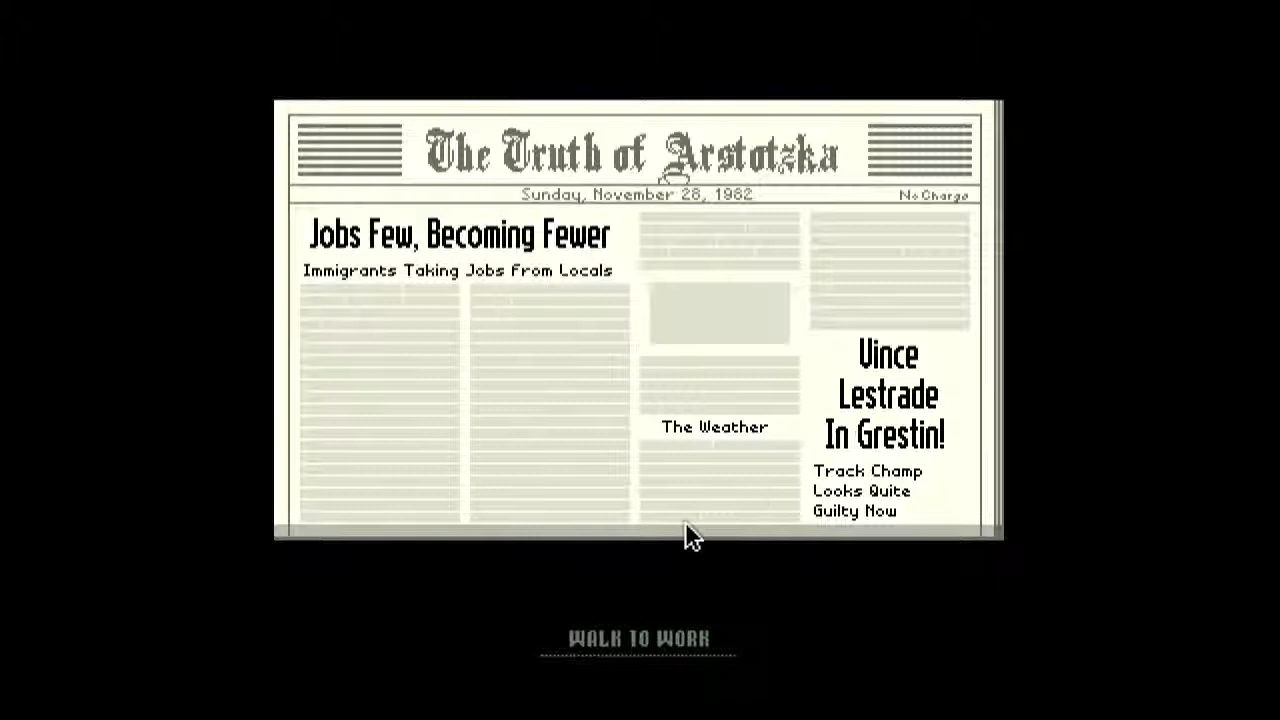 The Truth of Arstotzka
Sunday, November 28, 1982
No Charge
Jobs Few, Becoming Fewer
Immigrants Taking Jobs From Locals
The Weather
Vince
Lestrade
In Grestin!
Track Champ
Looks Quite
Guilty Now
WALK TO WORK